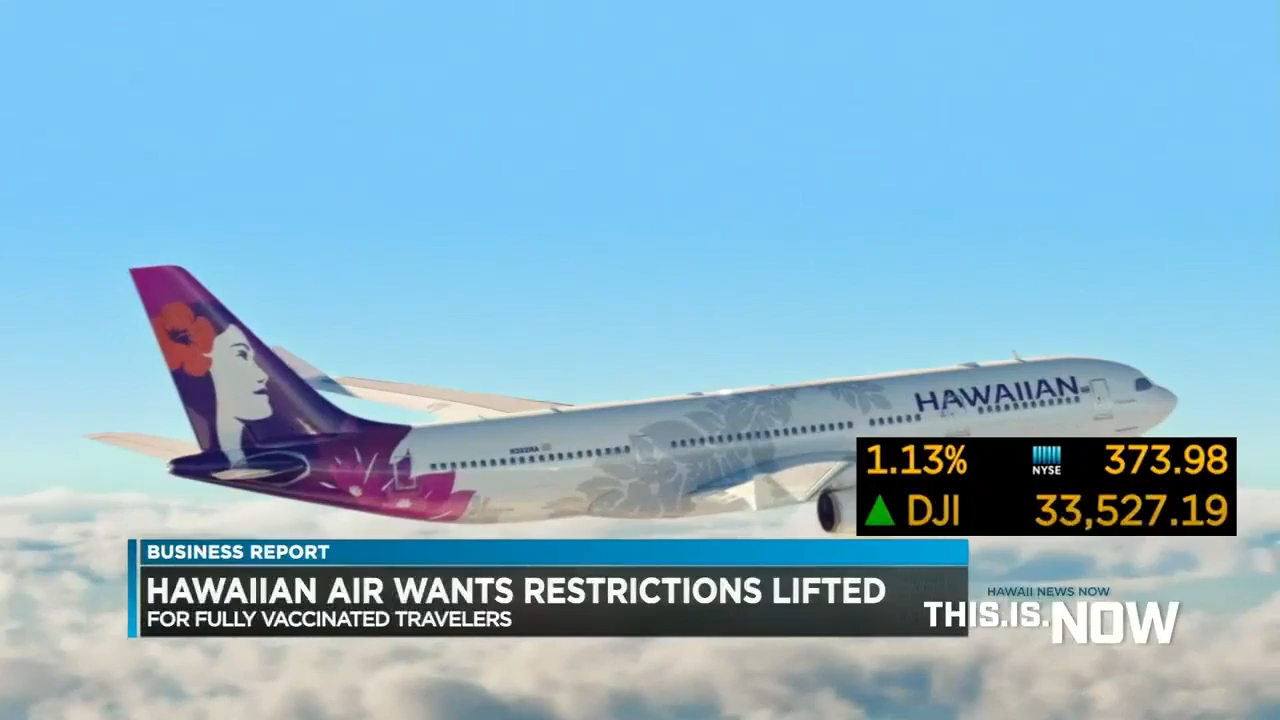 HAWAIIAN
1.13% NYSE 373.98
DJI 33,527.19
BUSINESS REPORT
HAWAIIAN AIR WANTS RESTRICTIONS LIFTED
FOR FULLY VACCINATED TRAVELERS
HAWAII NEWS NOW
THIS.IS.NOW